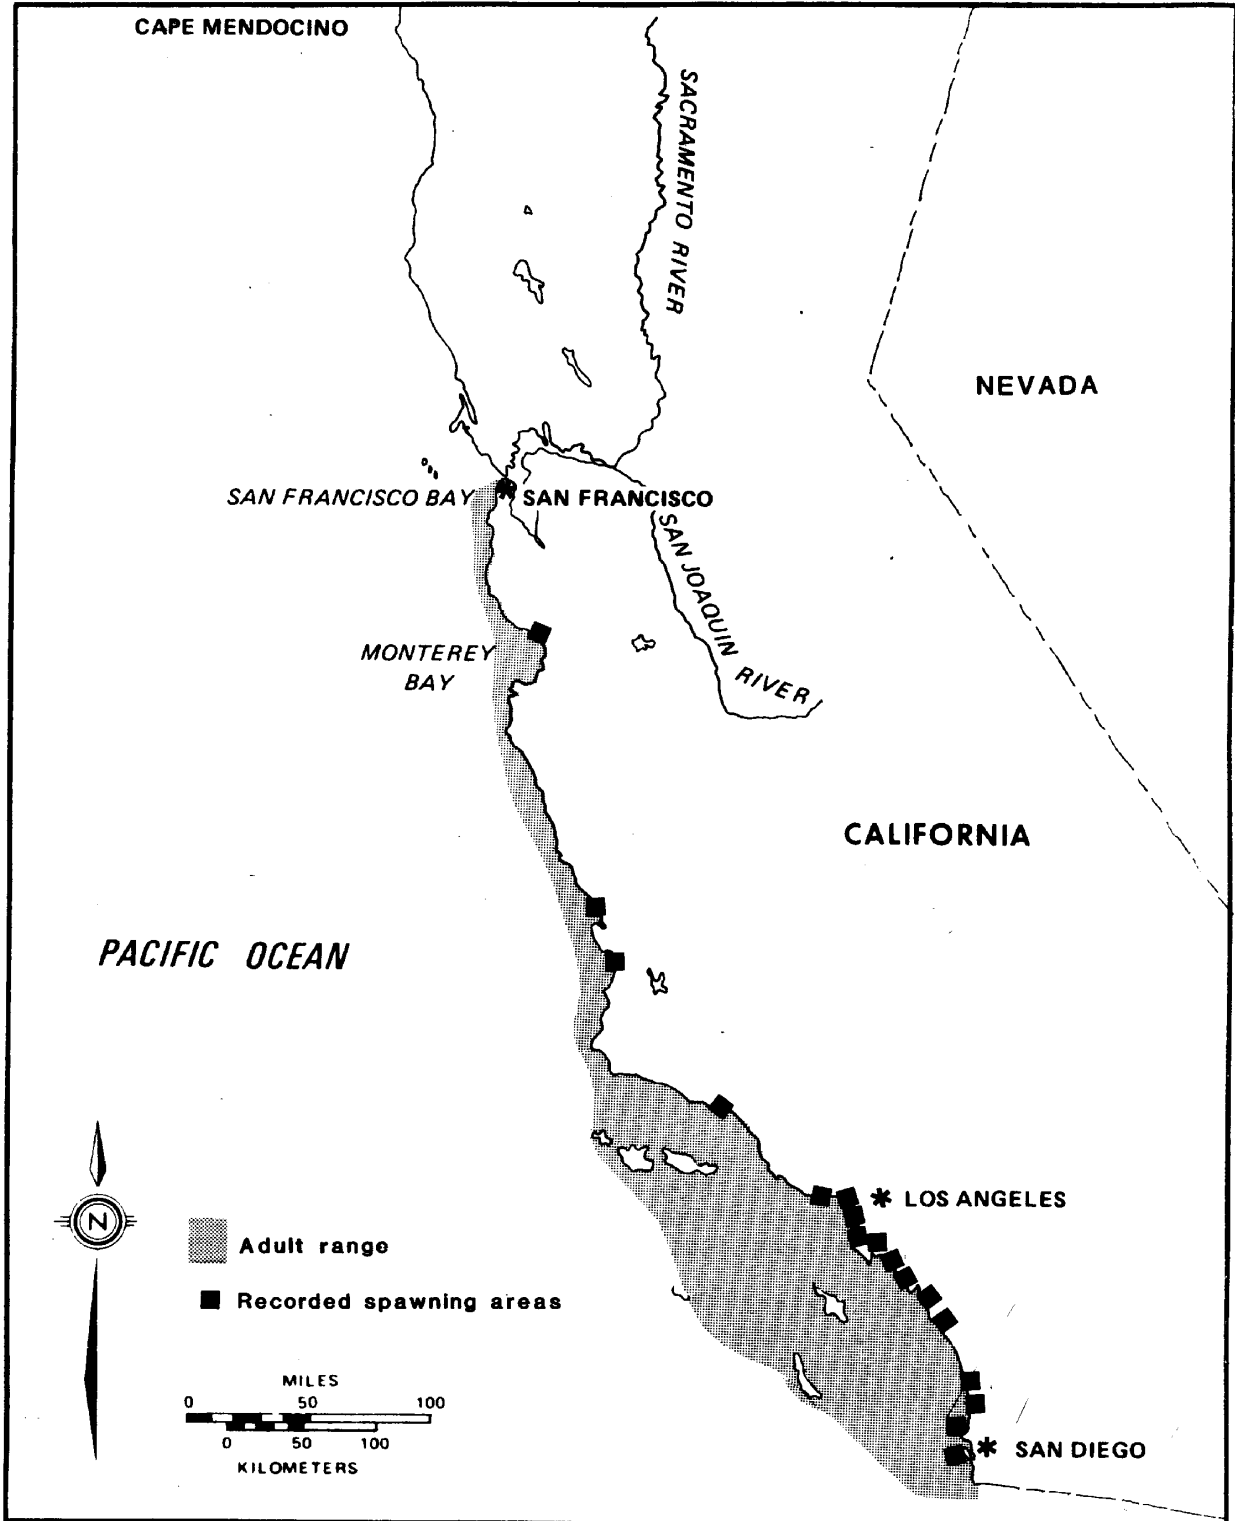 CAPE MENDOCINO
SACRAMENTO RIVER
NEVADA
SAN FRANCISCO BAY
SAN FRANCISCO
SAN JOAQUIN RIVER
MONTEREY
BAY
CALIFORNIA
PACIFIC OCEAN
LOS ANGELES
N
Adult range
Recorded spawning areas
MILES
0 50 100
0 50 100
KILOMETERS
SAN DIEGO